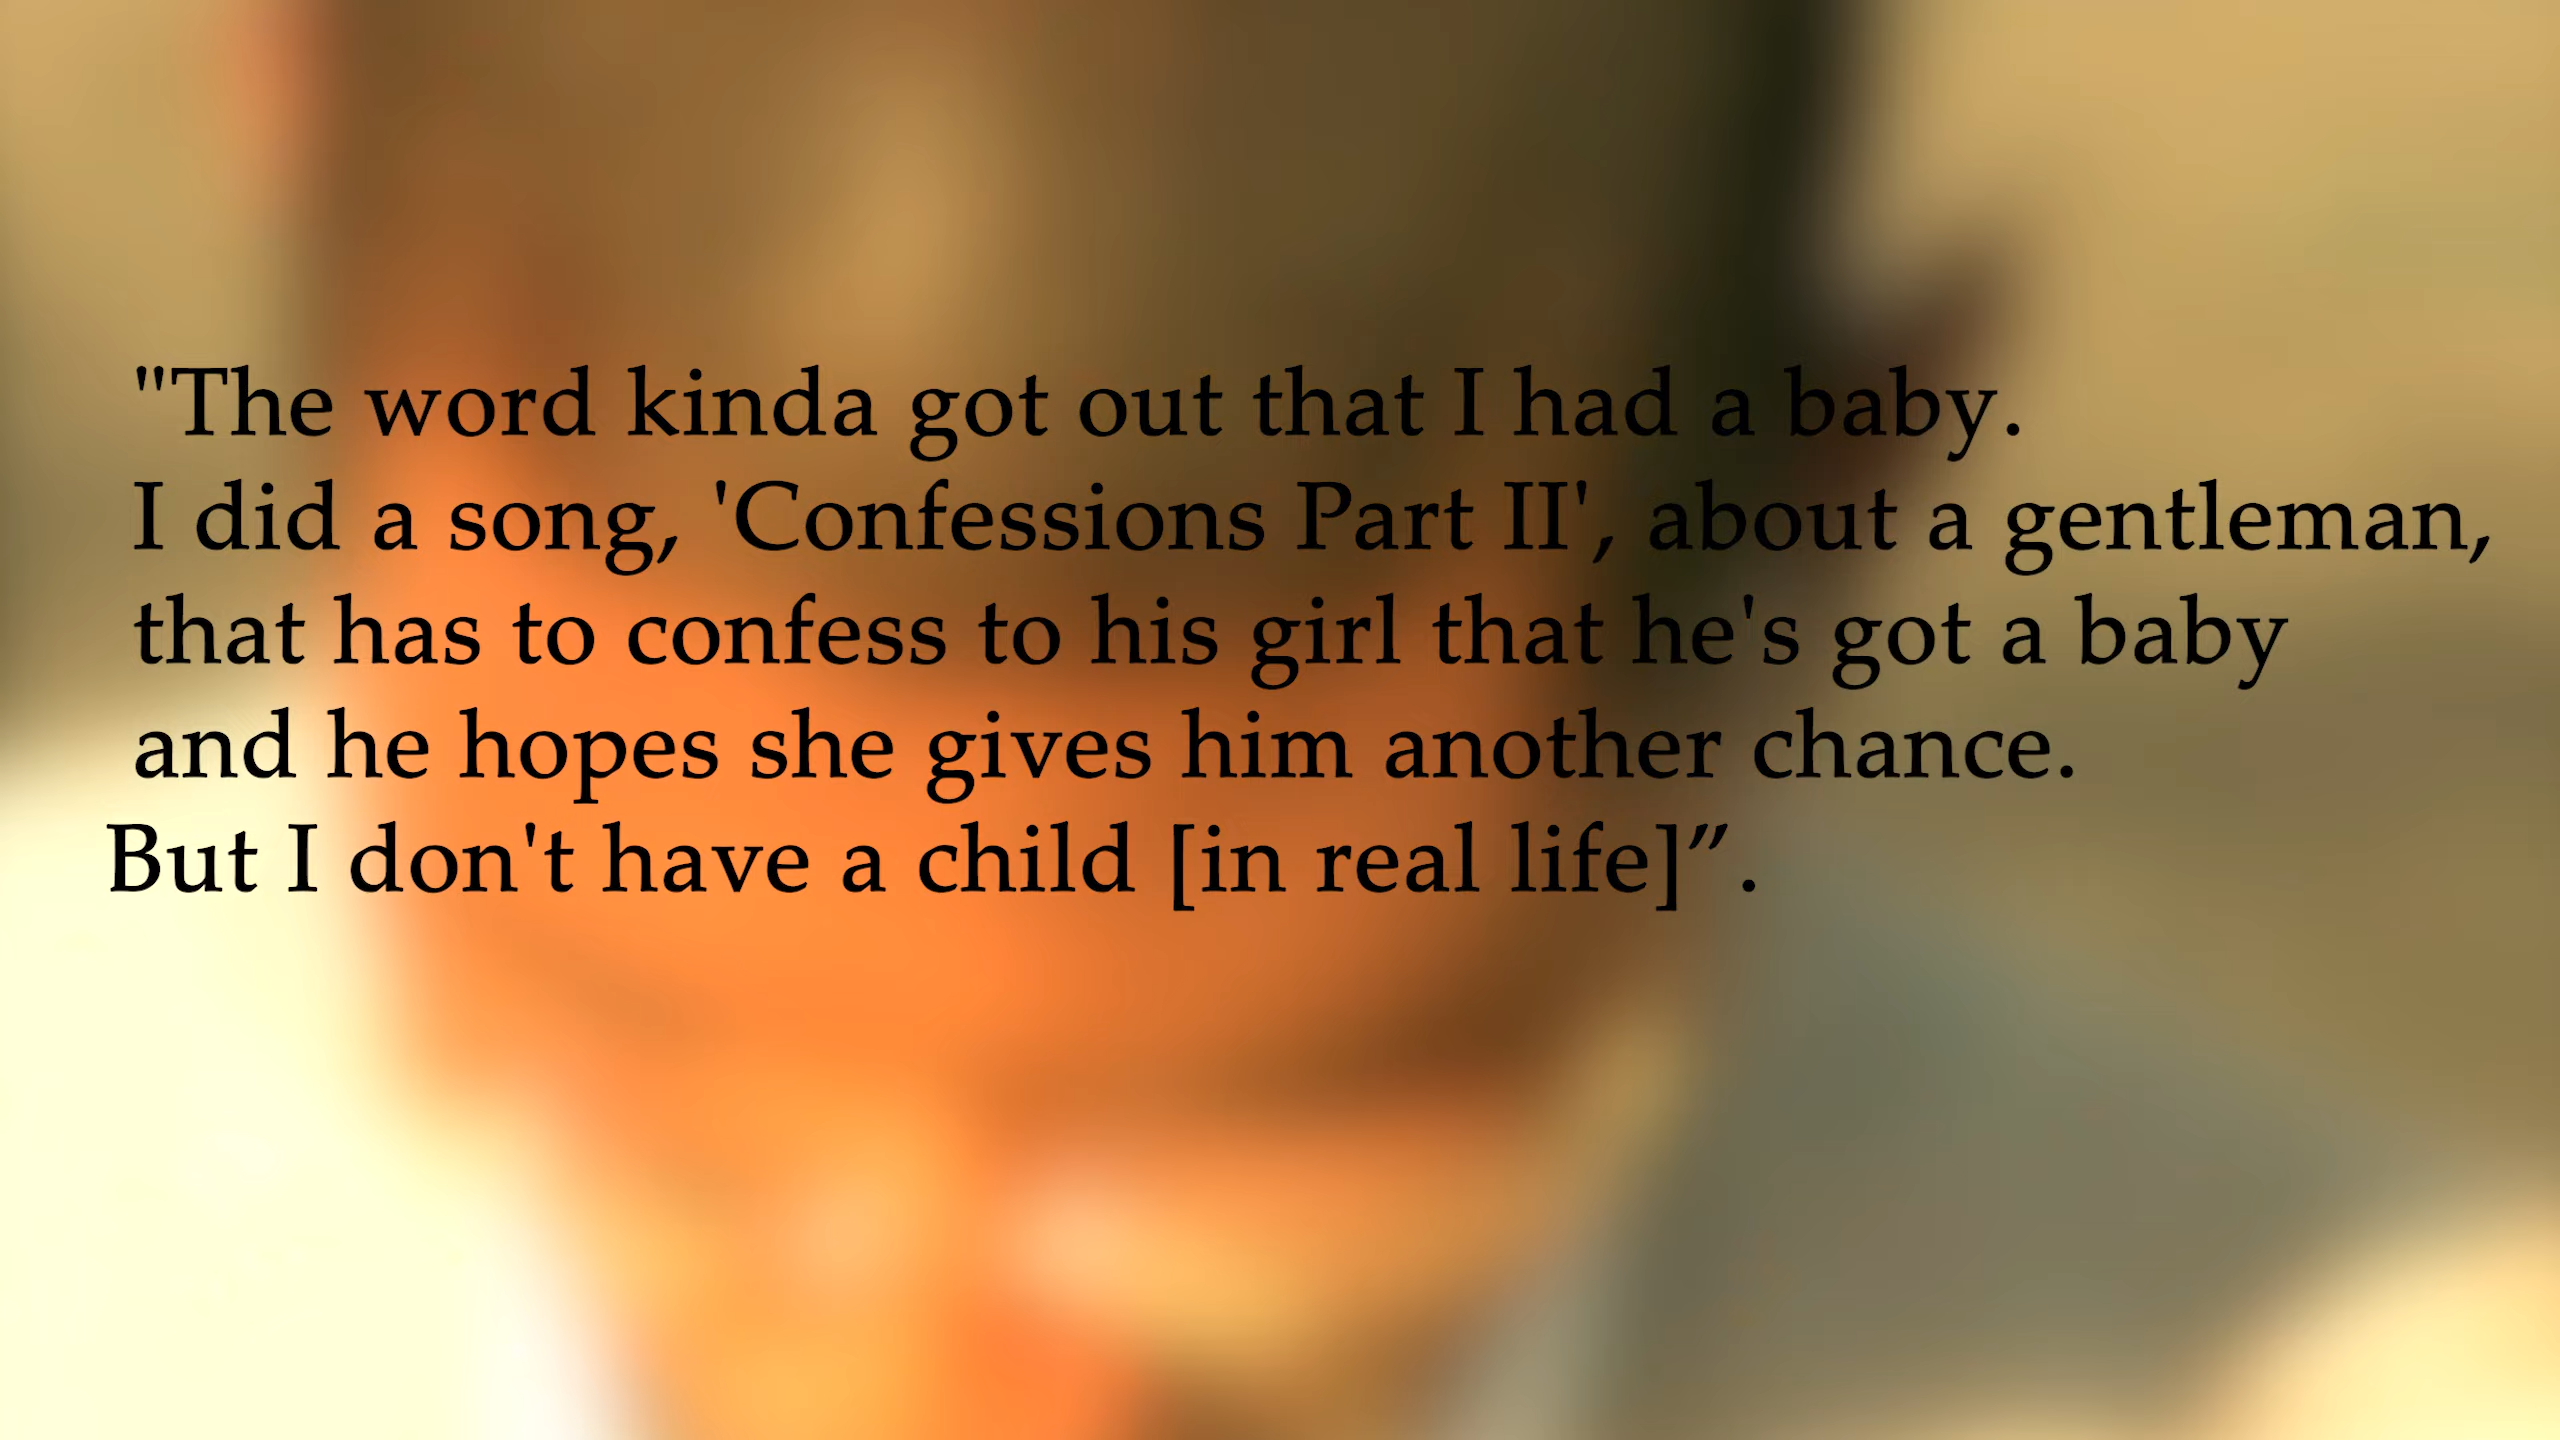 "The word kinda got out that I had a baby.
I did a song, 'Confessions Part II', about a gentleman,
that has to confess to his girl that he's got a baby
and he hopes she gives him another chance.
But I don't have a child [in real life]”.